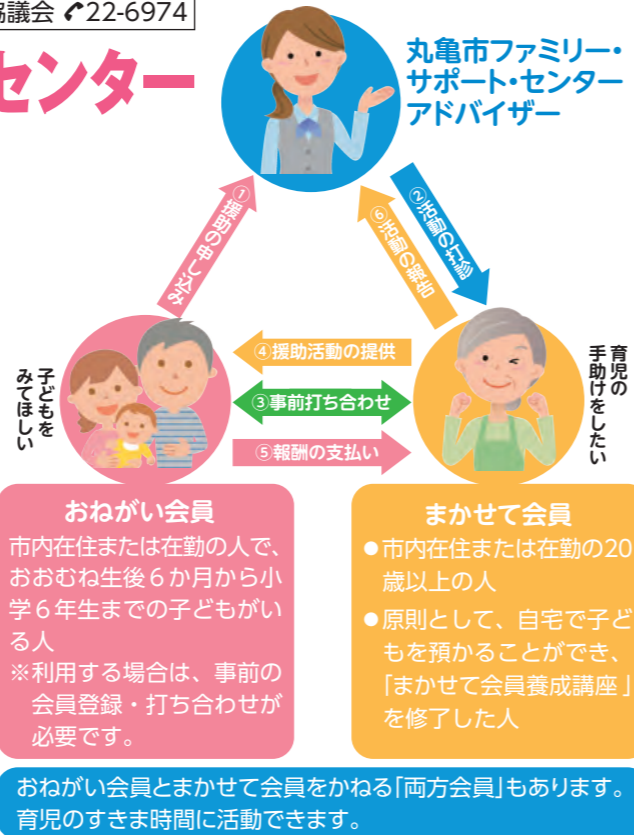 協議会 22-6974
センター
丸亀市ファミリー・
サポート・センター
アドバイザー
①援助の申し込み
⑥活動の報告
②活動の打診
④援助活動の提供
③事前打ち合わせ
⑤報酬の支払い
子どもを
みてほしい
育児の
手助けをしたい
おねがい会員
市内在住または在勤の人で、
おおむね生後6か月から小
学6年生までの子どもがい
る人
※利用する場合は、事前の
会員登録・打ち合わせが
必要です。
まかせて会員
●市内在住または在勤の20
歳以上の人
●原則として、自宅で子ど
もを預かることができ、
「まかせて会員養成講座」
を修了した人
おねがい会員とまかせて会員をかねる「両方会員」もあります。
育児のすきま時間に活動できます。